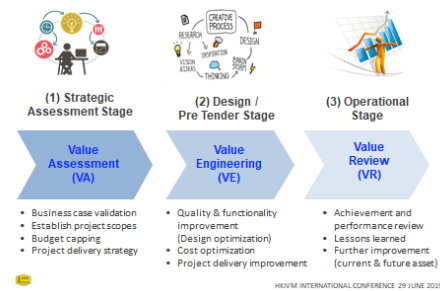 CREATIVE
PROCESS
RESEARCH
DESIGN
VISION
& IDEAS
INSPIRATION
THINKING
(1) Strategic
Assessment Stage
(2) Design /
Pre Tender Stage
(3) Operational
Stage
Value
Assessment
(VA)
Value
Engineering
(VE)
Value
Review
(VR)
• Business case validation
• Establish project scopes
• Budget capping
• Project delivery strategy
• Quality & functionality
improvement
(Design optimization)
• Cost optimization
• Project delivery improvement
• Achievement and
performance review
• Lessons learned
• Further improvement
(current & future asset)
HKIVM INTERNATIONAL CONFERENCE 29 JUNE